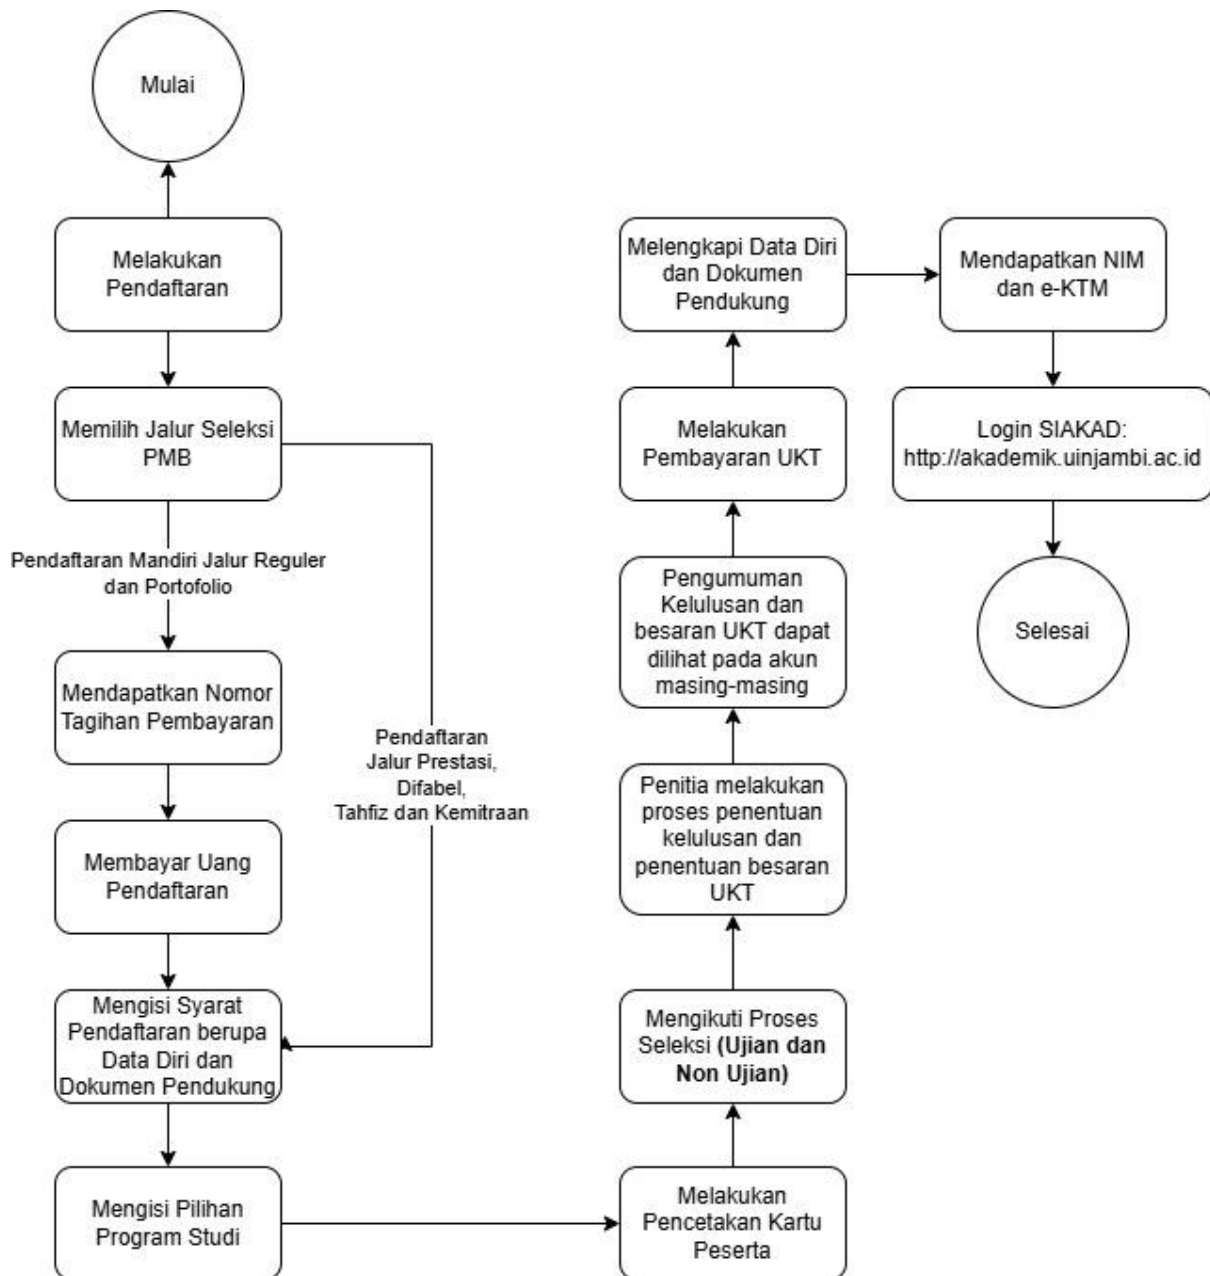 Mulai
Melakukan
Pendaftaran
Memilih Jalur Seleksi
PMB
Pendaftaran Mandiri Jalur Reguler
dan Portofolio
Mendapatkan Nomor
Tagihan Pembayaran
Pendaftaran
Jalur Prestasi,
Difabel,
Tahfiz dan Kemitraan
Membayar Uang
Pendaftaran
Mengisi Syarat
Pendaftaran berupa
Data Diri dan
Dokumen Pendukung
Mengisi Pilihan
Program Studi
Melakukan
Pencetakan Kartu
Peserta
Mengikuti Proses
Seleksi (Ujian dan
Non Ujian)
Penitia melakukan
proses penentuan
kelulusan dan
penentuan besaran
UKT
Pengumuman
Kelulusan dan
besaran UKT dapat
dilihat pada akun
masing-masing
Melakukan
Pembayaran UKT
Melengkapi Data Diri
dan Dokumen
Pendukung
Mendapatkan NIM
dan e-KTM
Login SIAKAD:
http://akademik.uinjambi.ac.id
Selesai